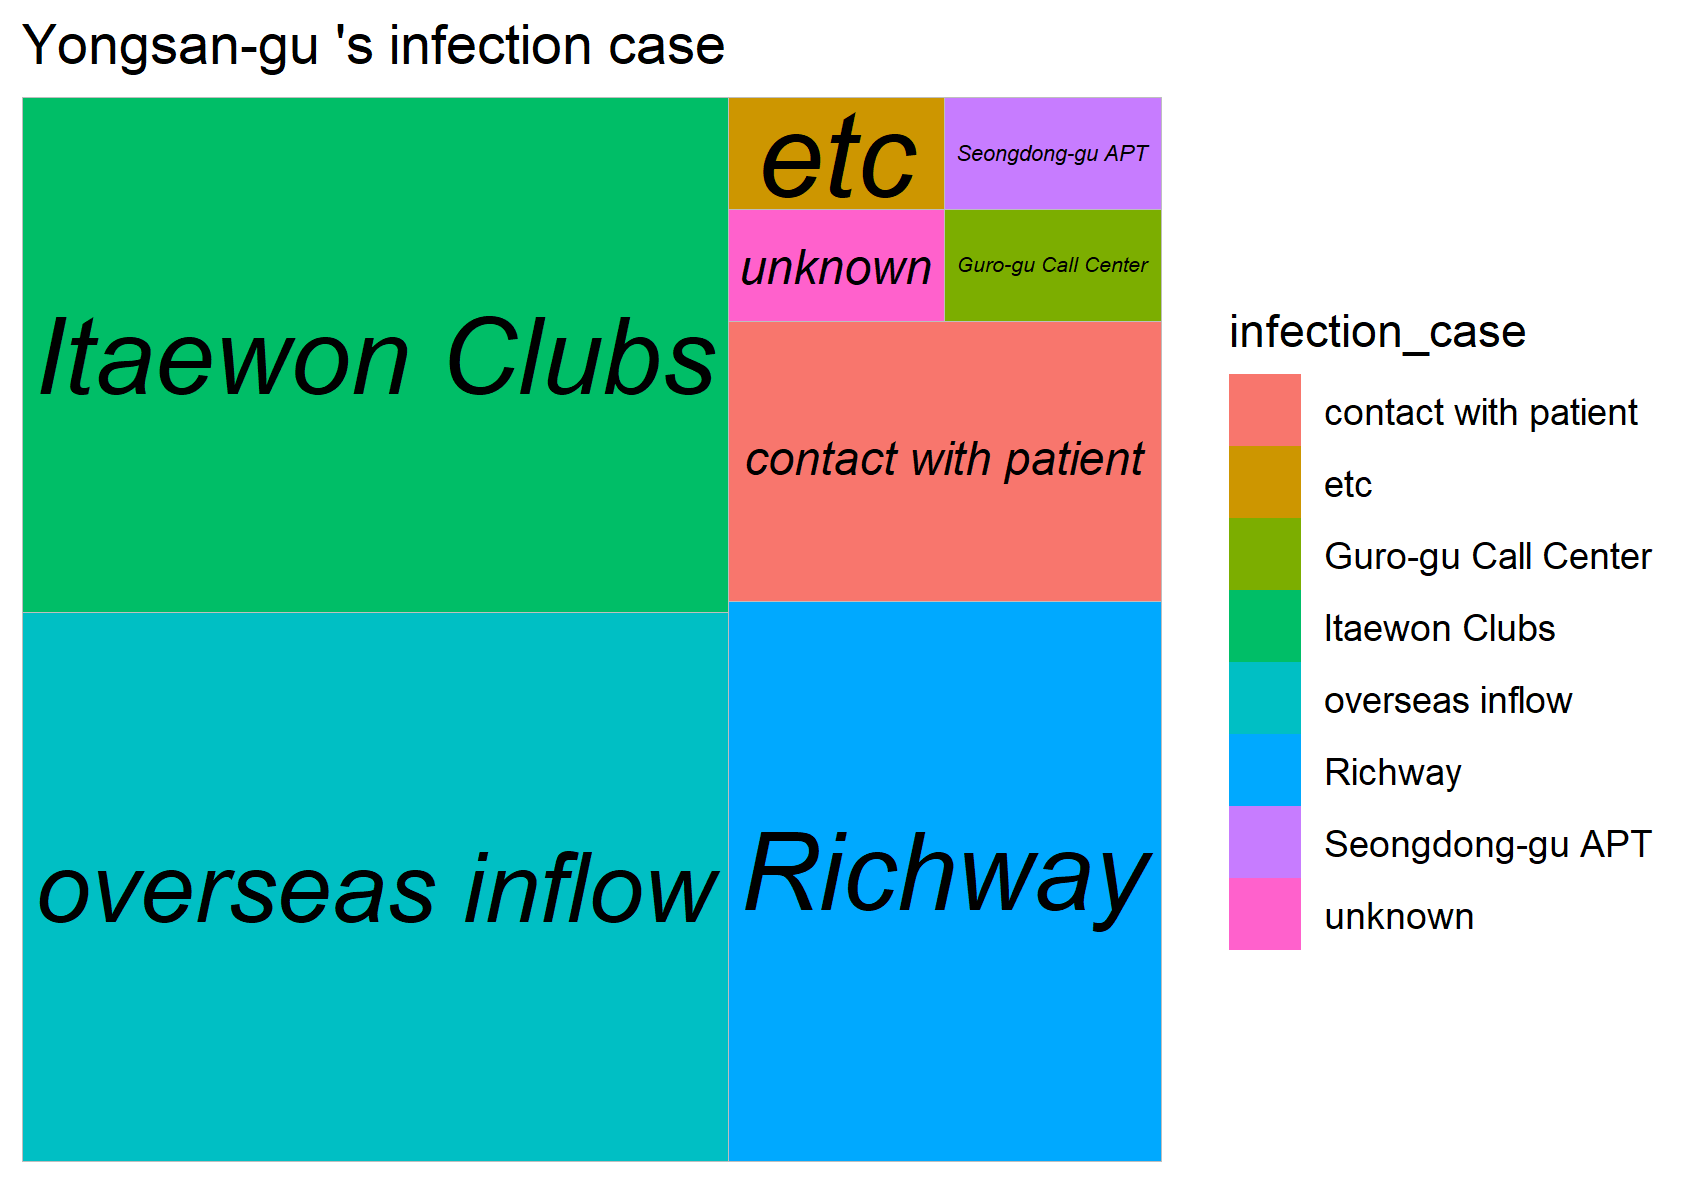 Yongsan-gu 's infection case
etc
Seongdong-gu APT
unknown
Guro-gu Call Center
Itaewon Clubs
contact with patient
overseas inflow
Richway
infection_case
contact with patient
etc
Guro-gu Call Center
Itaewon Clubs
overseas inflow
Richway
Seongdong-gu APT
unknown